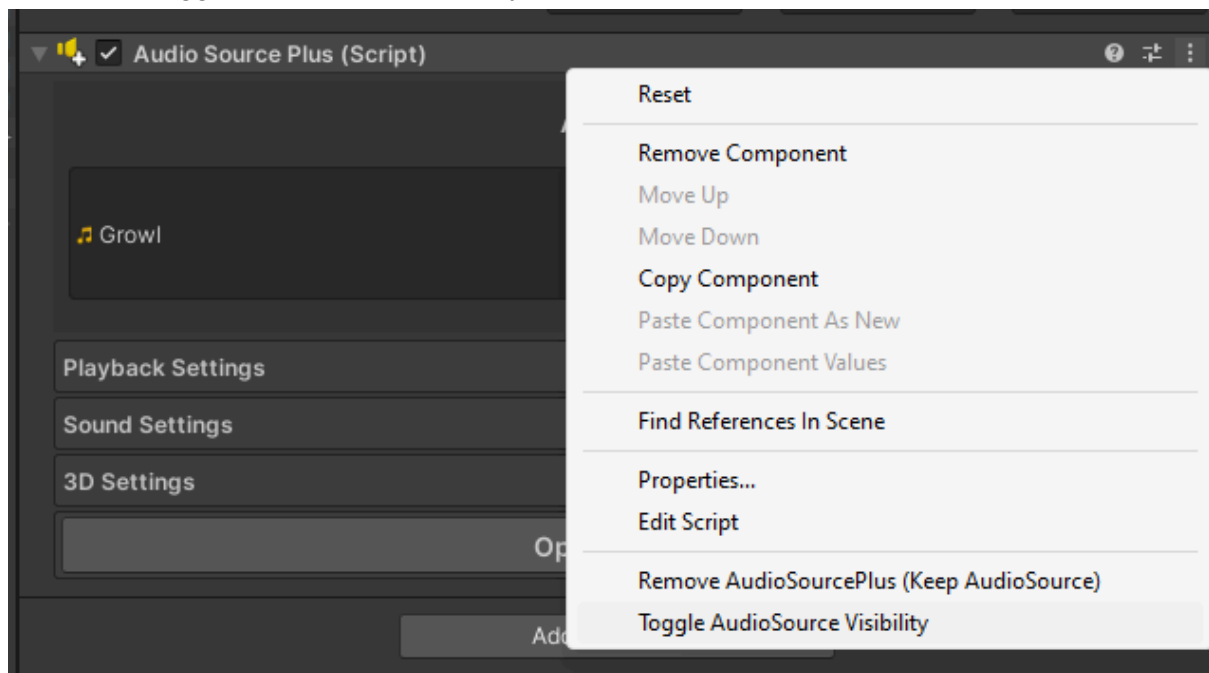 Audio Source Plus (Script)
Reset
Remove Component
Move Up
Growl
Move Down
Copy Component
Paste Component As New
Playback Settings
Paste Component Values
Sound Settings
Find References In Scene
3D Settings
Properties...
Edit Script
Remove AudioSourcePlus (Keep AudioSource)
Toggle AudioSource Visibility